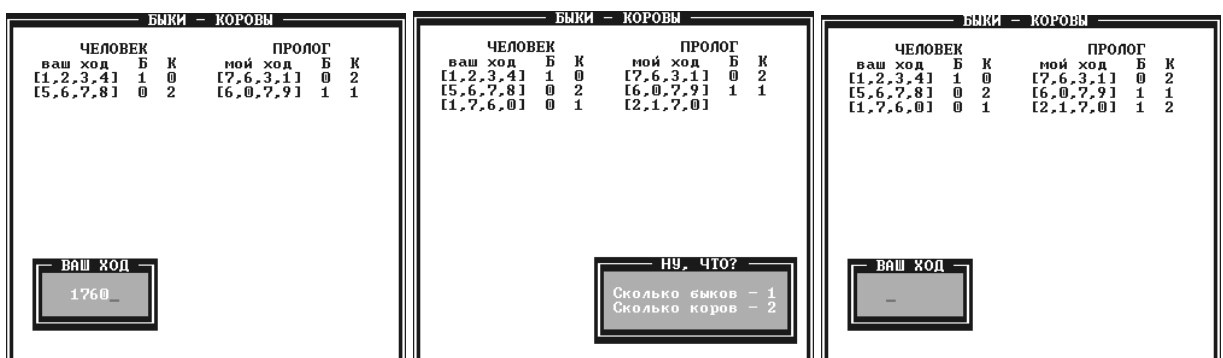 БЫКИ – КОРОВЫ
ЧЕЛОВЕК ПРОЛОГ
ваш ход Б К мой ход Б К
[1,2,3,4] 1 0 [7,6,3,1] 0 2
[5,6,7,8] 0 2 [6,0,7,9] 1 1
ВАШ ХОД
1760_
БЫКИ – КОРОВЫ
ЧЕЛОВЕК ПРОЛОГ
ваш ход Б К мой ход Б К
[1,2,3,4] 1 0 [7,6,3,1] 0 2
[5,6,7,8] 0 2 [6,0,7,9] 1 1
[1,7,6,0] 0 1 [2,1,7,0]
НУ, ЧТО?
Сколько быков – 1
Сколько коров – 2
БЫКИ – КОРОВЫ
ЧЕЛОВЕК ПРОЛОГ
ваш ход Б К мой ход Б К
[1,2,3,4] 1 0 [7,6,3,1] 0 2
[5,6,7,8] 0 2 [6,0,7,9] 1 1
[1,7,6,0] 0 1 [2,1,7,0] 1 2
ВАШ ХОД
_